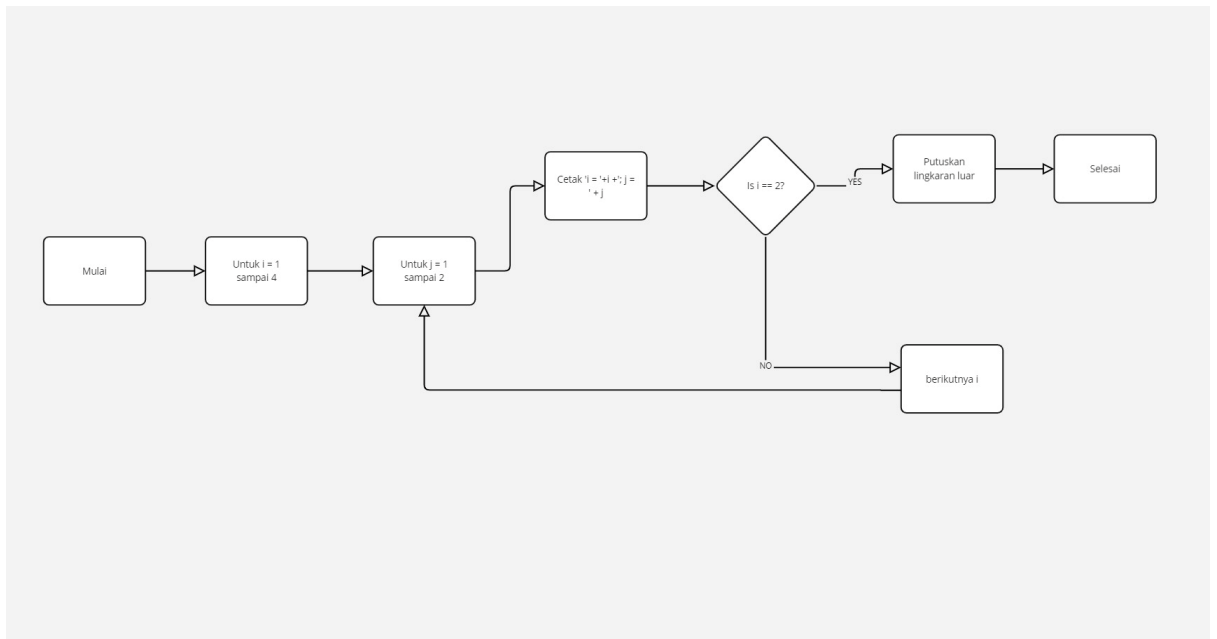 Mulai
Untuk i = 1
sampai 4
Untuk j = 1
sampai 2
Cetak 'i = '+i +'; j =
' + j
Is i == 2?
YES
Putuskan
lingkaran luar
Selesai
NO
berikutnya i